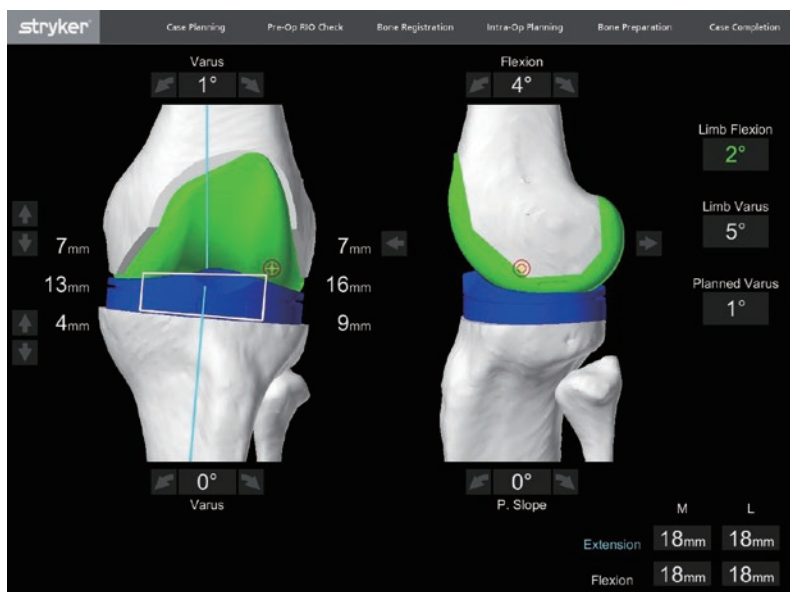 stryker Case Planning Pre-Op RIO Check Bone Registration Intra-Op Planning Bone Preparation Case Completion
Varus Flexion
1° 4°
Limb Flexion
2°
Limb Varus
5°
7mm 7mm
13mm 16mm
Planned Varus
1°
4mm 9mm
0° 0°
Varus P. Slope
M L
Extension 18mm 18mm
Flexion 18mm 18mm